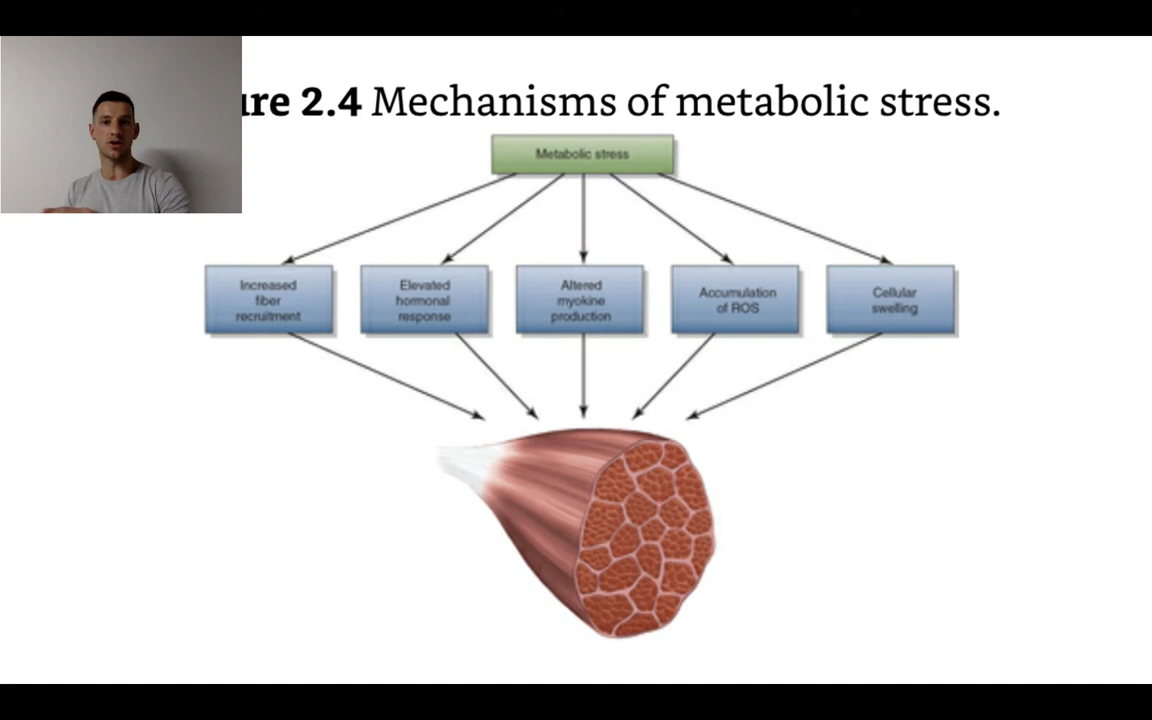 ure 2.4 Mechanisms of metabolic stress.
Metabolic stress
Increased
fiber
recruitment
Elevated
hormonal
response
Altered
myokine
production
Accumulation
of ROS
Cellular
swelling